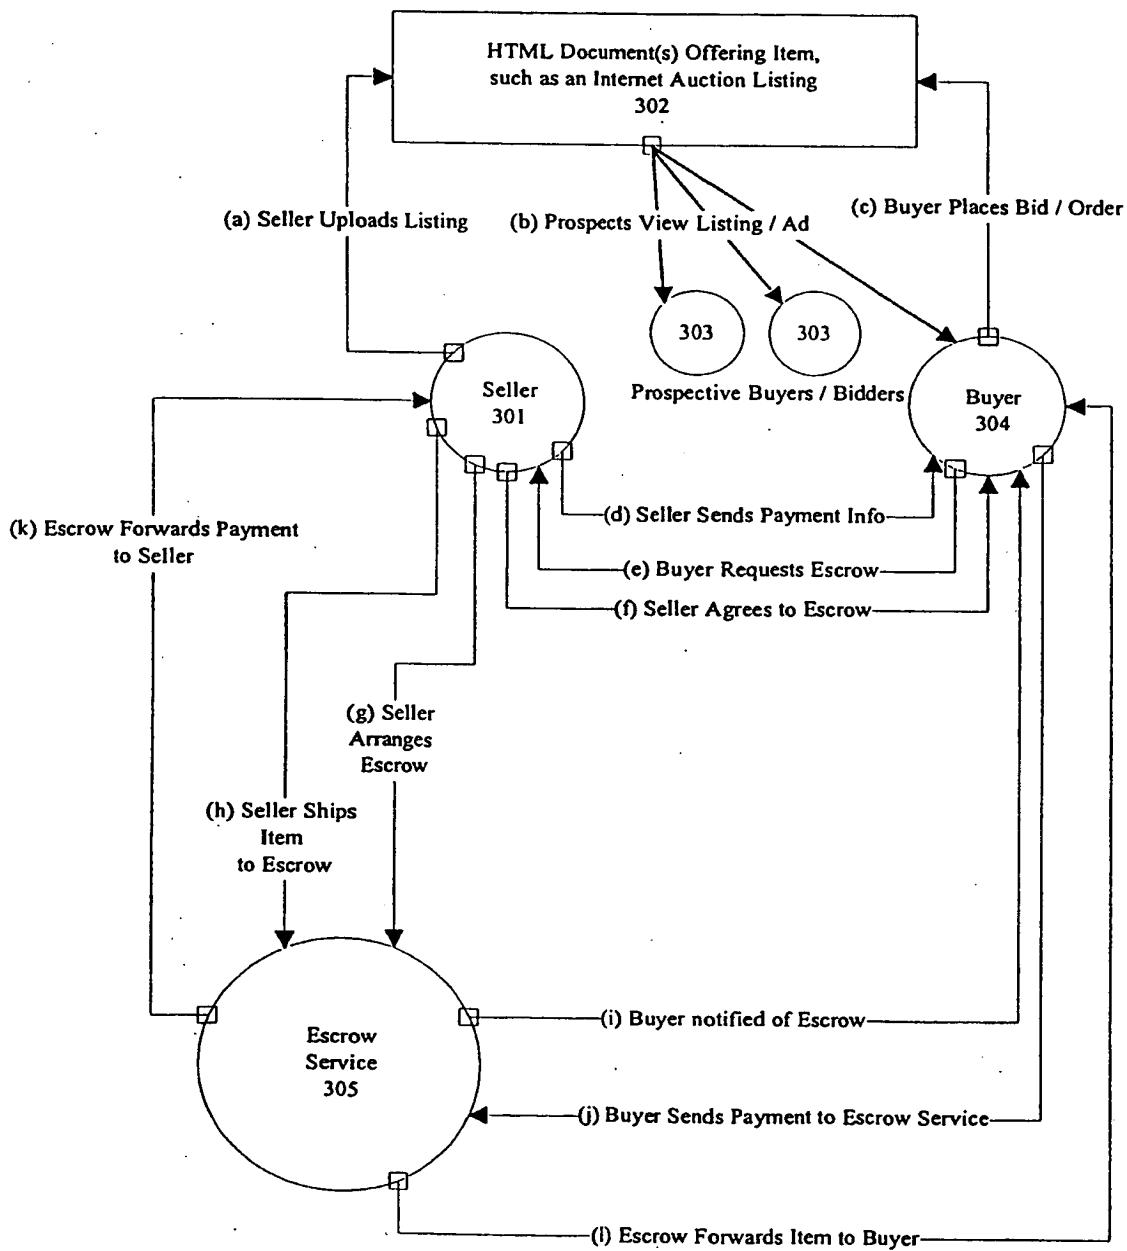 HTML Document(s) Offering Item,
such as an Internet Auction Listing
302
(a) Seller Uploads Listing
(b) Prospects View Listing / Ad
(c) Buyer Places Bid / Order
303
303
Prospective Buyers / Bidders
Seller
301
Buyer
304
(d) Seller Sends Payment Info
(k) Escrow Forwards Payment
to Seller
(e) Buyer Requests Escrow
(f) Seller Agrees to Escrow
(g) Seller
Arranges
Escrow
(h) Seller Ships
Item
to Escrow
Escrow
Service
305
(i) Buyer notified of Escrow
(j) Buyer Sends Payment to Escrow Service
(l) Escrow Forwards Item to Buyer